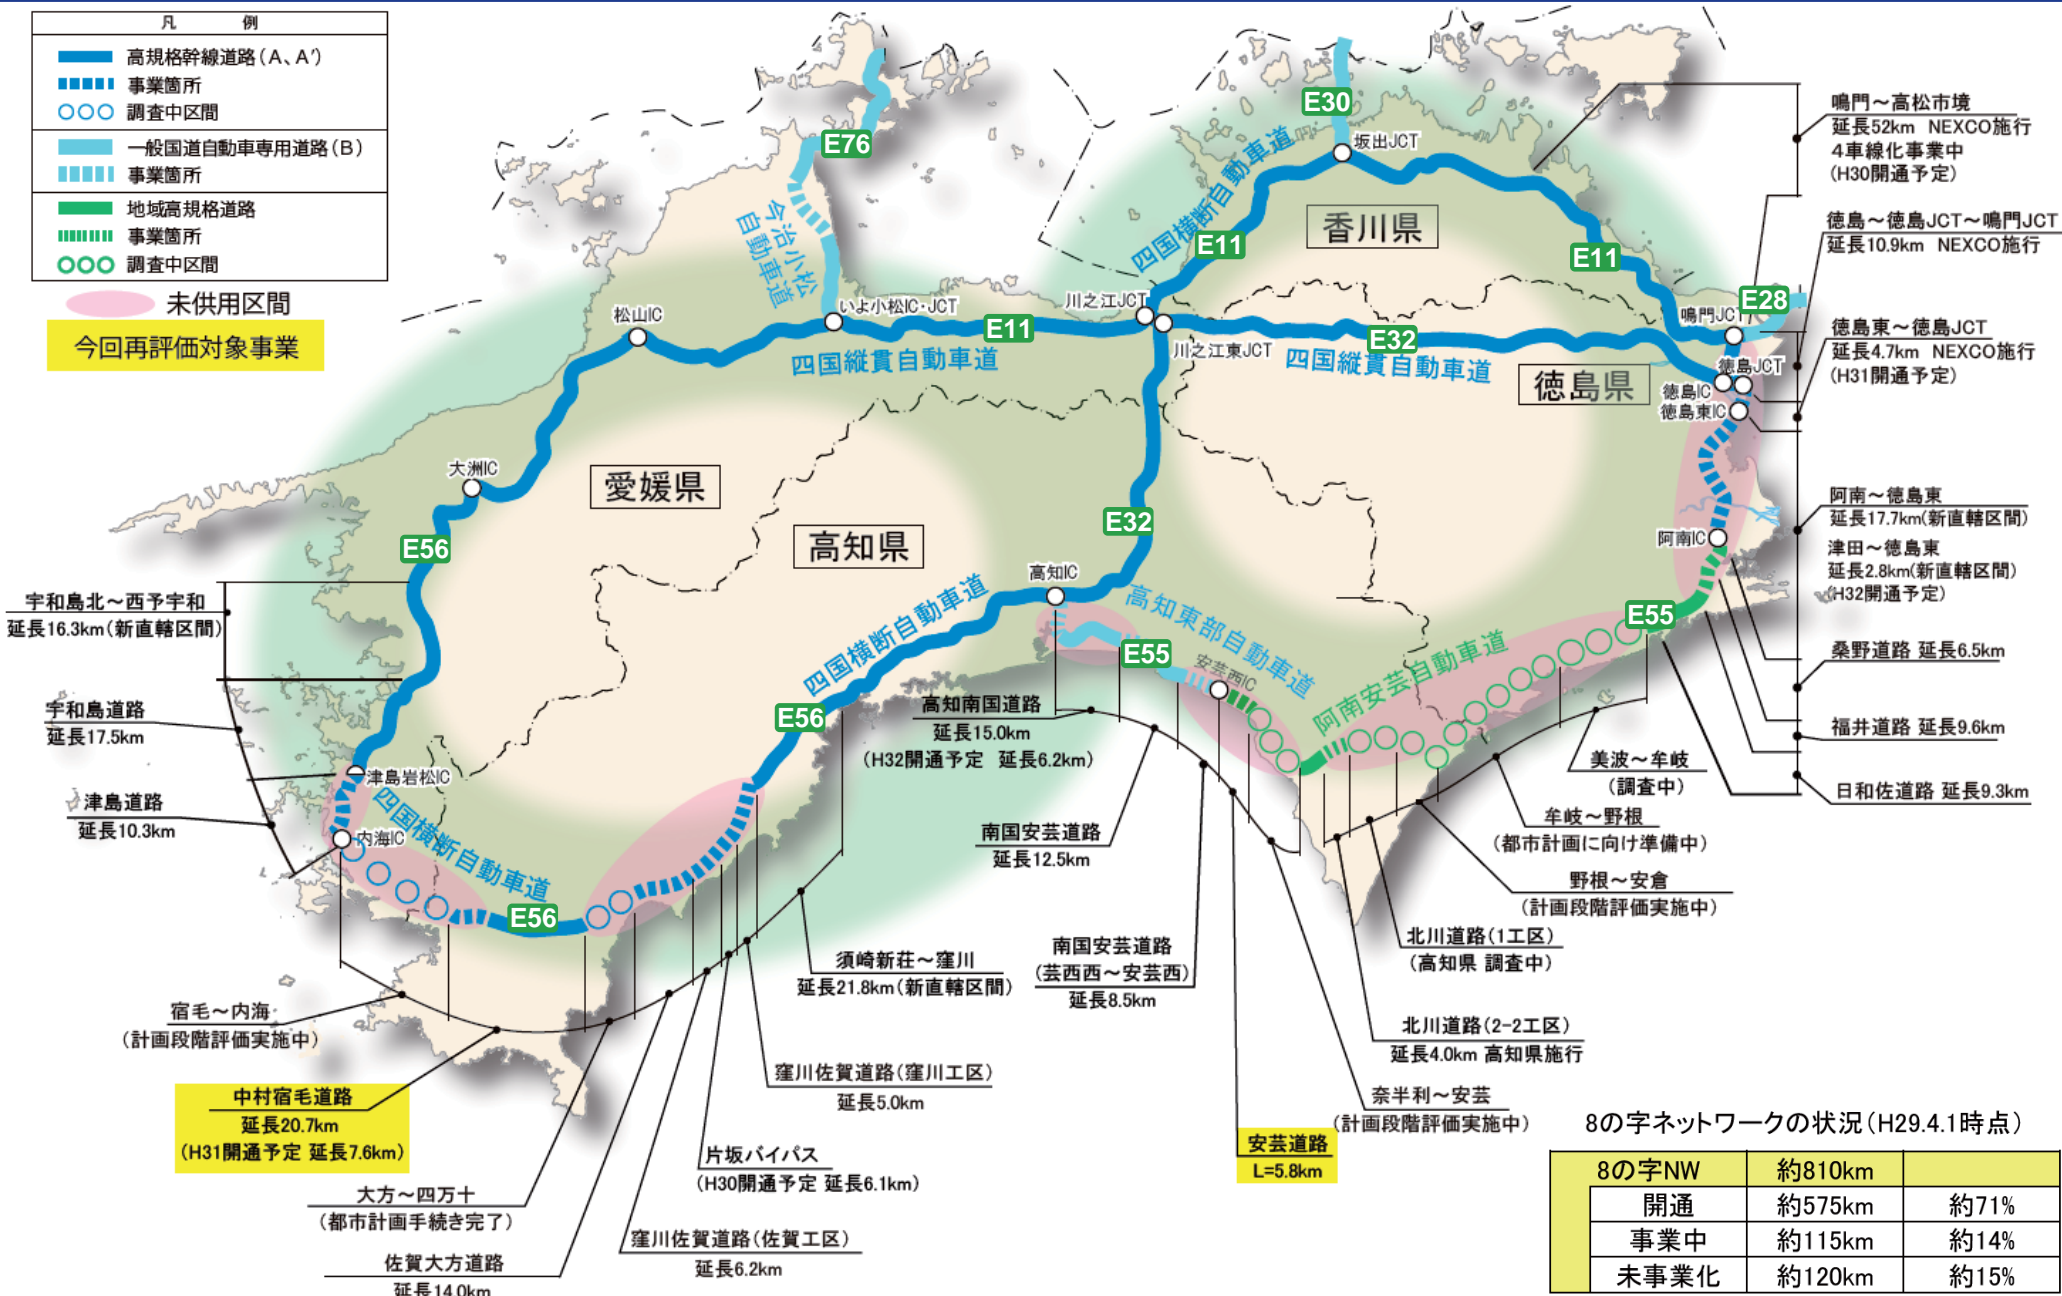 凡　例
高規格幹線道路(A、A′)
事業箇所
調査中区間
一般国道自動車専用道路(B)
事業箇所
地域高規格道路
事業箇所
調査中区間
未供用区間
今回再評価対象事業
E76
今治小松
自動車道
E30
坂出JCT
四国横断自動車道
E11
香川県
E11
鳴門～高松市境
延長52km NEXCO施行
4車線化事業中
(H30開通予定)
徳島～徳島JCT～鳴門JCT
延長10.9km NEXCO施行
E28
鳴門JCT
徳島東～徳島JCT
延長4.7km NEXCO施行
(H31開通予定)
松山IC
いよ小松IC・JCT
川之江JCT
E11
四国縦貫自動車道
川之江東JCT
E32
四国縦貫自動車道
徳島県
徳島JCT
徳島IC
徳島東IC
大洲IC
愛媛県
高知県
E56
E32
阿南IC
阿南～徳島東
延長17.7km(新直轄区間)
津田～徳島東
延長2.8km(新直轄区間)
(H32開通予定)
宇和島北～西予宇和
延長16.3km(新直轄区間)
高知IC
四国横断自動車道
高知東部自動車道
E55
E55
安芸西IC
阿南安芸自動車道
桑野道路 延長6.5km
福井道路 延長9.6km
日和佐道路 延長9.3km
宇和島道路
延長17.5km
E56
高知南国道路
延長15.0km
(H32開通予定 延長6.2km)
美波～牟岐
(調査中)
津島岩松IC
津島道路
延長10.3km
内海IC
四国横断自動車道
E56
南国安芸道路
延長12.5km
牟岐～野根
(都市計画に向け準備中)
野根～安倉
(計画段階評価実施中)
北川道路(1工区)
(高知県 調査中)
南国安芸道路
(芸西西～安芸西)
延長8.5km
須崎新荘～窪川
延長21.8km(新直轄区間)
宿毛～内海
(計画段階評価実施中)
北川道路(2-2工区)
延長4.0km 高知県施行
窪川佐賀道路(窪川工区)
延長5.0km
中村宿毛道路
延長20.7km
(H31開通予定 延長7.6km)
奈半利～安芸
(計画段階評価実施中)
安芸道路
L=5.8km
片坂バイパス
(H30開通予定 延長6.1km)
大方～四万十
(都市計画手続き完了)
窪川佐賀道路(佐賀工区)
延長6.2km
佐賀大方道路
延長14.0km
8の字ネットワークの状況(H29.4.1時点)
8の字NW 約810km
開通 約575km 約71%
事業中 約115km 約14%
未事業化 約120km 約15%